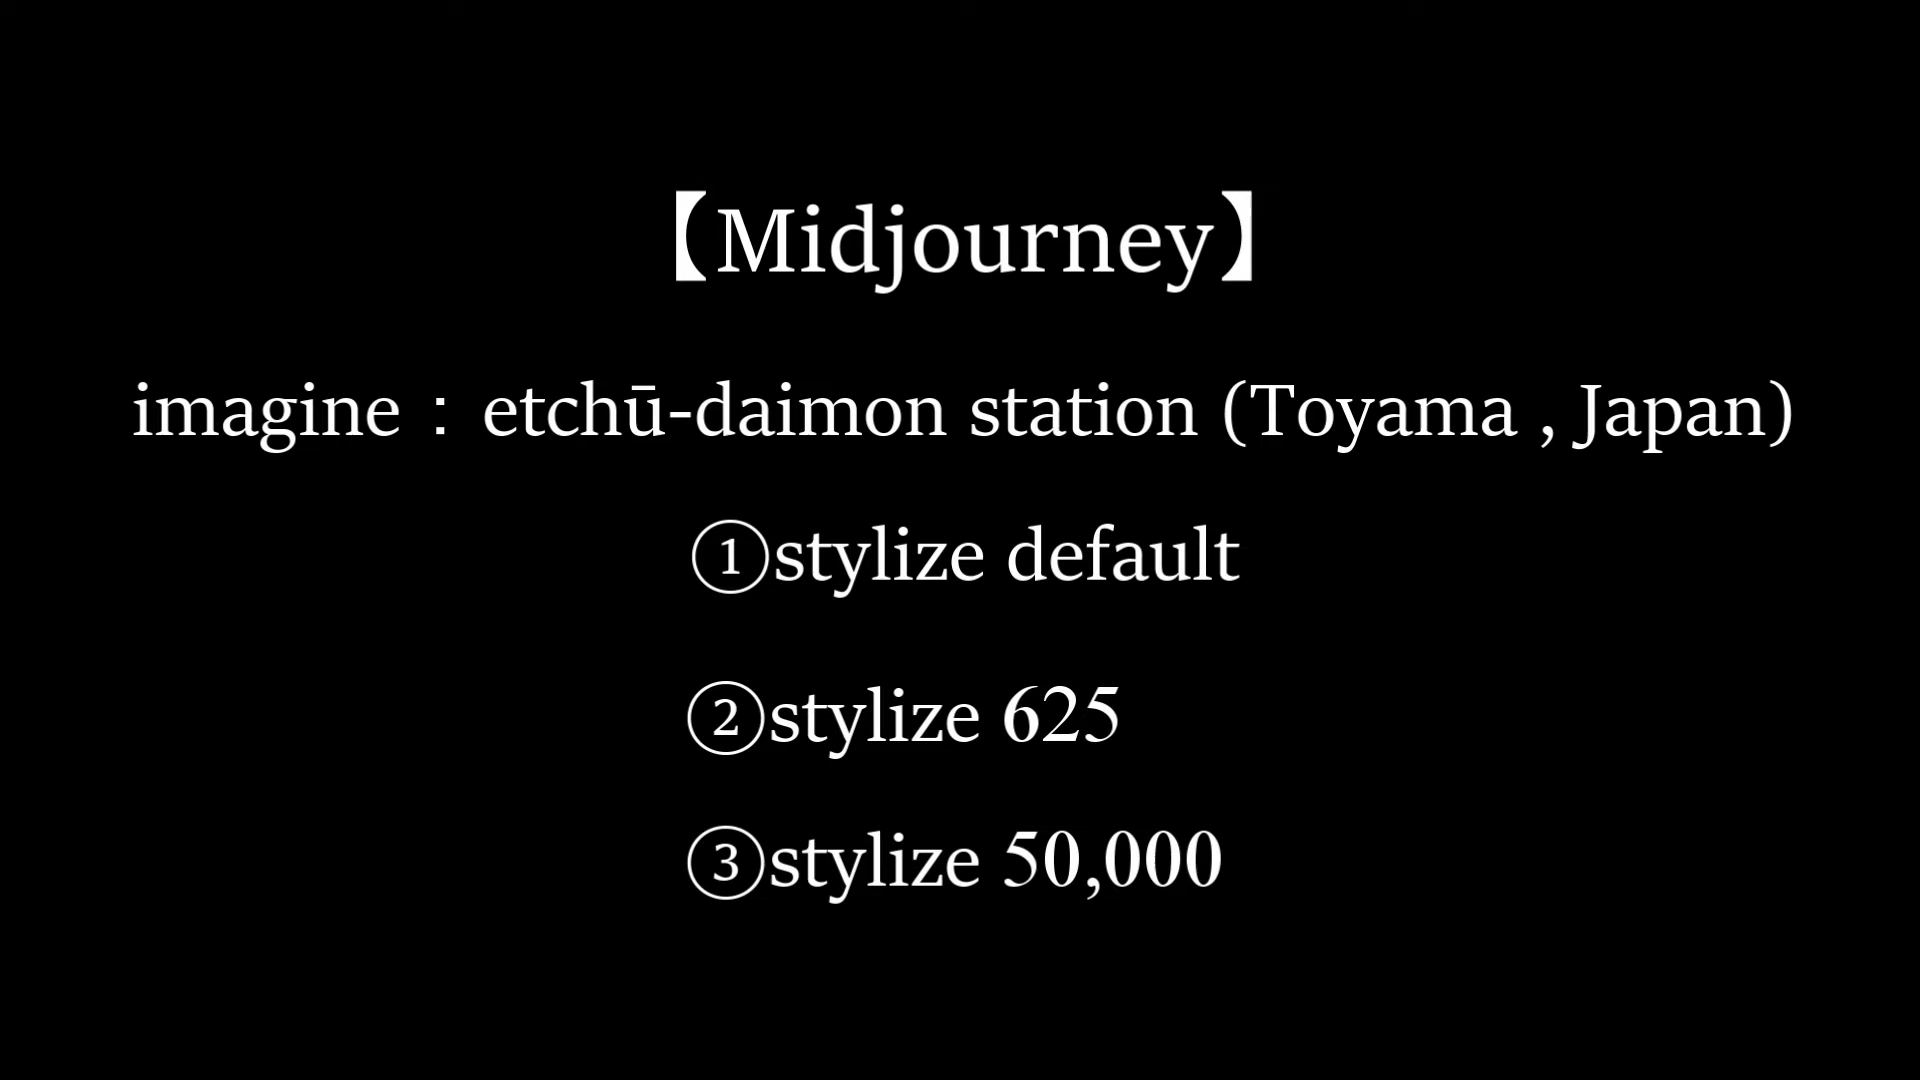 【Midjourney】
imagine：etchū-daimon station (Toyama , Japan)
①stylize default
②stylize 625
③stylize 50,000